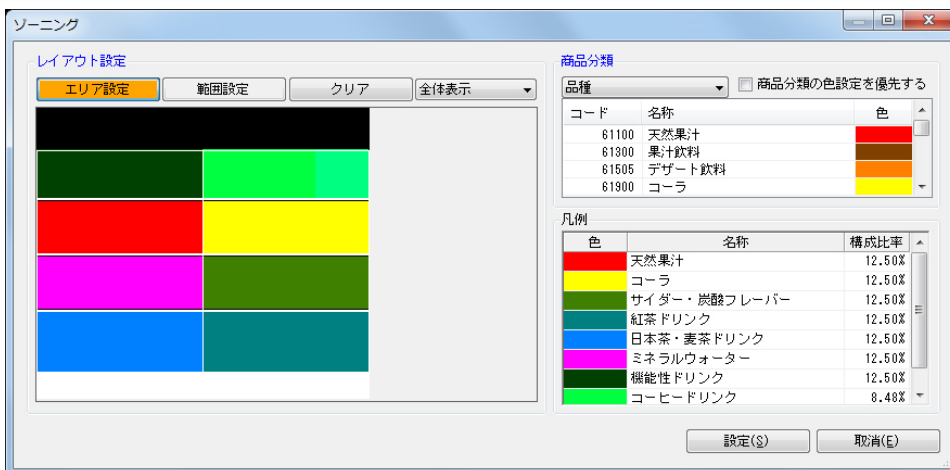 ゾーニング
レイアウト設定
エリア設定 範囲設定 クリア 全体表示
商品分類
品種 商品分類の色設定を優先する
コード 名称 色
61100 天然果汁
61300 果汁飲料
61505 デザート飲料
61900 コーラ
凡例
色 名称 構成比率
天然果汁 12.50%
コーラ 12.50%
サイダー・炭酸フレーバー 12.50%
紅茶ドリンク 12.50%
日本茶・麦茶ドリンク 12.50%
ミネラルウォーター 12.50%
機能性ドリンク 12.50%
コーヒードリンク 8.48%
設定(S) 取消(E)